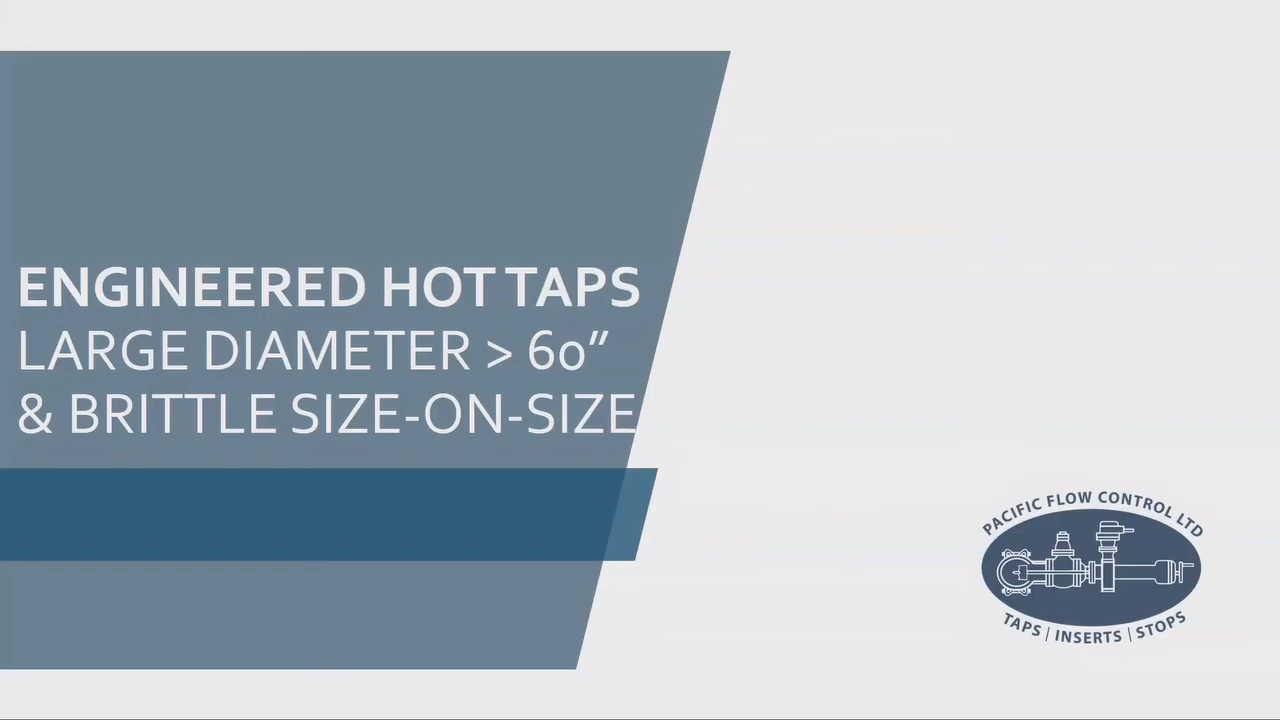 ENGINEERED HOT TAPS
LARGE DIAMETER > 60”
& BRITTLE SIZE-ON-SIZE
PACIFIC FLOW CONTROL LTD
TAPS | INSERTS | STOPS